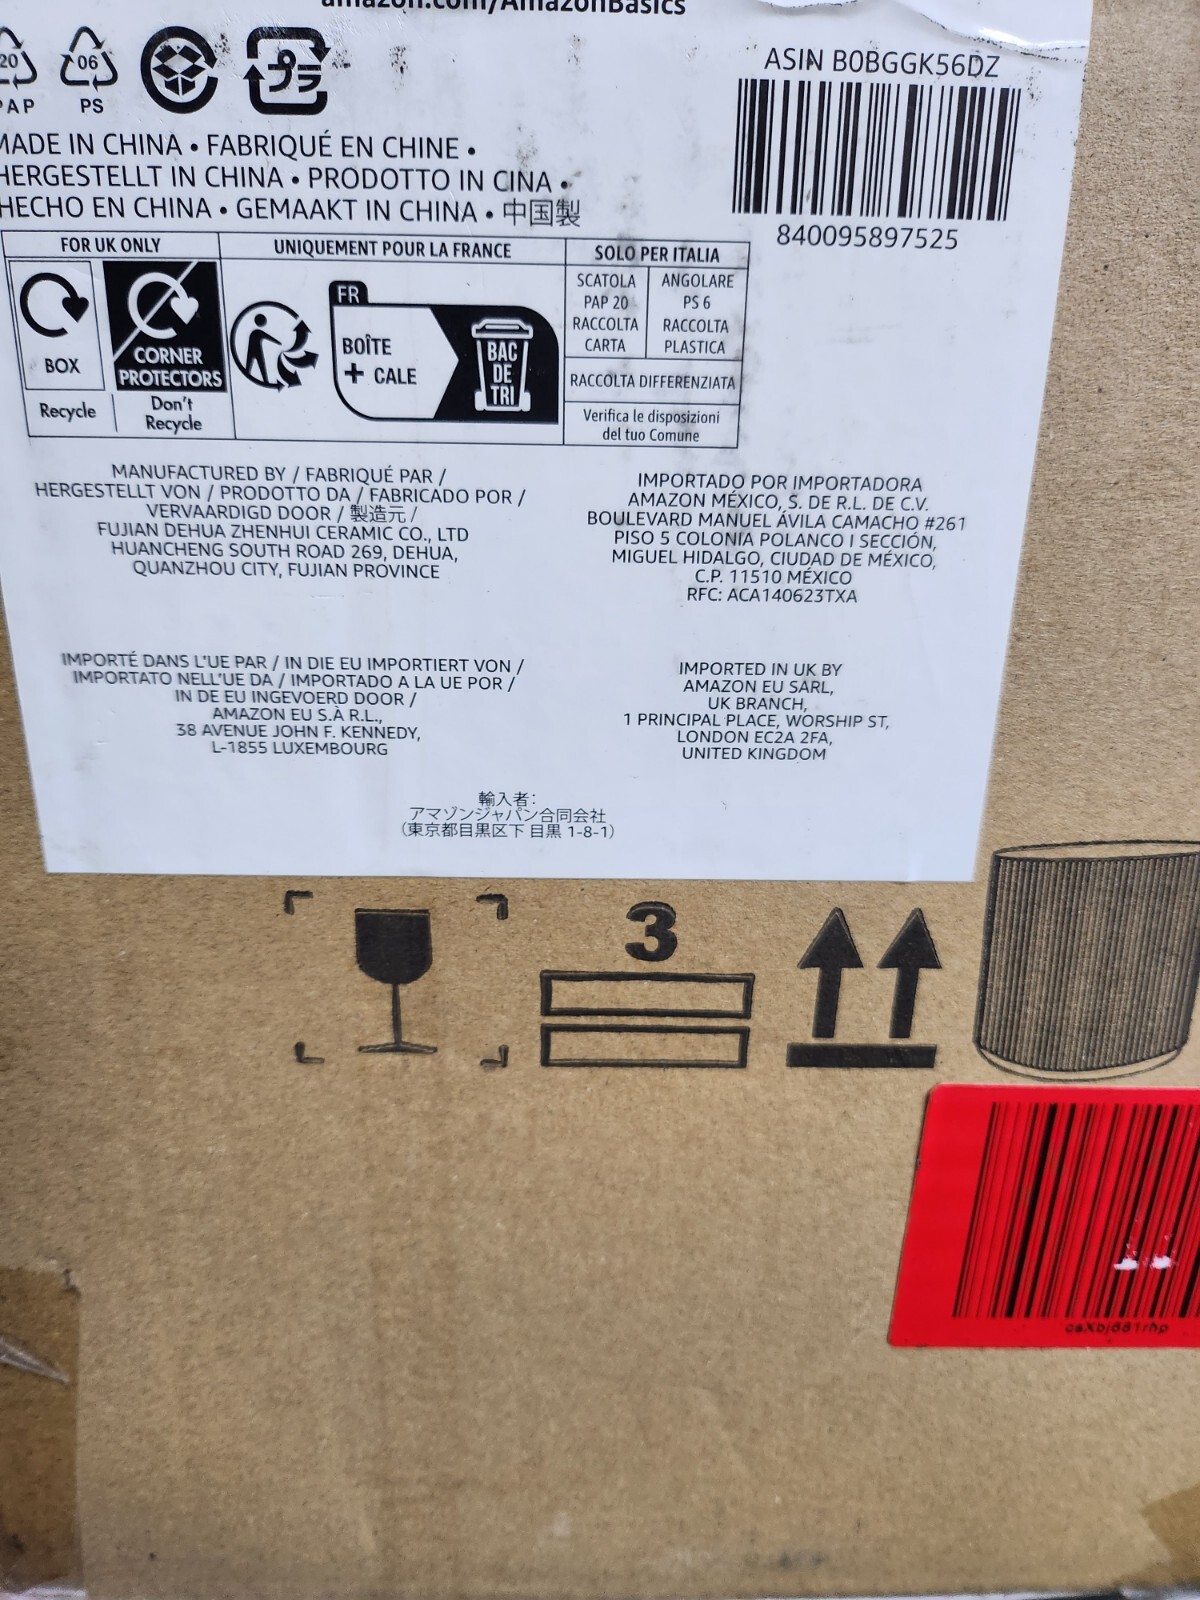 amazon.com/AmazonBasics
20
PAP
06
PS
プラ
ASIN B0BGGK56DZ
840095897525
MADE IN CHINA • FABRIQUÉ EN CHINE •
HERGESTELLT IN CHINA • PRODOTTO IN CINA •
HECHO EN CHINA • GEMAAKT IN CHINA • 中国製
FOR UK ONLY
BOX
Recycle
CORNER
PROTECTORS
Don't
Recycle
UNIQUEMENT POUR LA FRANCE
FR
BOÎTE
+ CALE
BAC
DE
TRI
SOLO PER ITALIA
SCATOLA
PAP 20
RACCOLTA
CARTA
ANGOLARE
PS 6
RACCOLTA
PLASTICA
RACCOLTA DIFFERENZIATA
Verifica le disposizioni
del tuo Comune
MANUFACTURED BY / FABRIQUÉ PAR /
HERGESTELLT VON / PRODOTTO DA / FABRICADO POR /
VERVAARDIGD DOOR / 製造元 /
FUJIAN DEHUA ZHENHUI CERAMIC CO., LTD
HUANCHENG SOUTH ROAD 269, DEHUA,
QUANZHOU CITY, FUJIAN PROVINCE
IMPORTADO POR IMPORTADORA
AMAZON MÉXICO, S. DE R.L. DE C.V.
BOULEVARD MANUEL ÁVILA CAMACHO #261
PISO 5 COLONIA POLANCO I SECCIÓN,
MIGUEL HIDALGO, CIUDAD DE MÉXICO,
C.P. 11510 MÉXICO
RFC: ACA140623TXA
IMPORTÉ DANS L'UE PAR / IN DIE EU IMPORTIERT VON /
IMPORTATO NELL'UE DA / IMPORTADO A LA UE POR /
IN DE EU INGEVOERD DOOR /
AMAZON EU S.À R.L.,
38 AVENUE JOHN F. KENNEDY,
L-1855 LUXEMBOURG
IMPORTED IN UK BY
AMAZON EU SARL,
UK BRANCH,
1 PRINCIPAL PLACE, WORSHIP ST,
LONDON EC2A 2FA,
UNITED KINGDOM
輸入者:
アマゾンジャパン合同会社
(東京都目黒区下目黒 1-8-1)
3